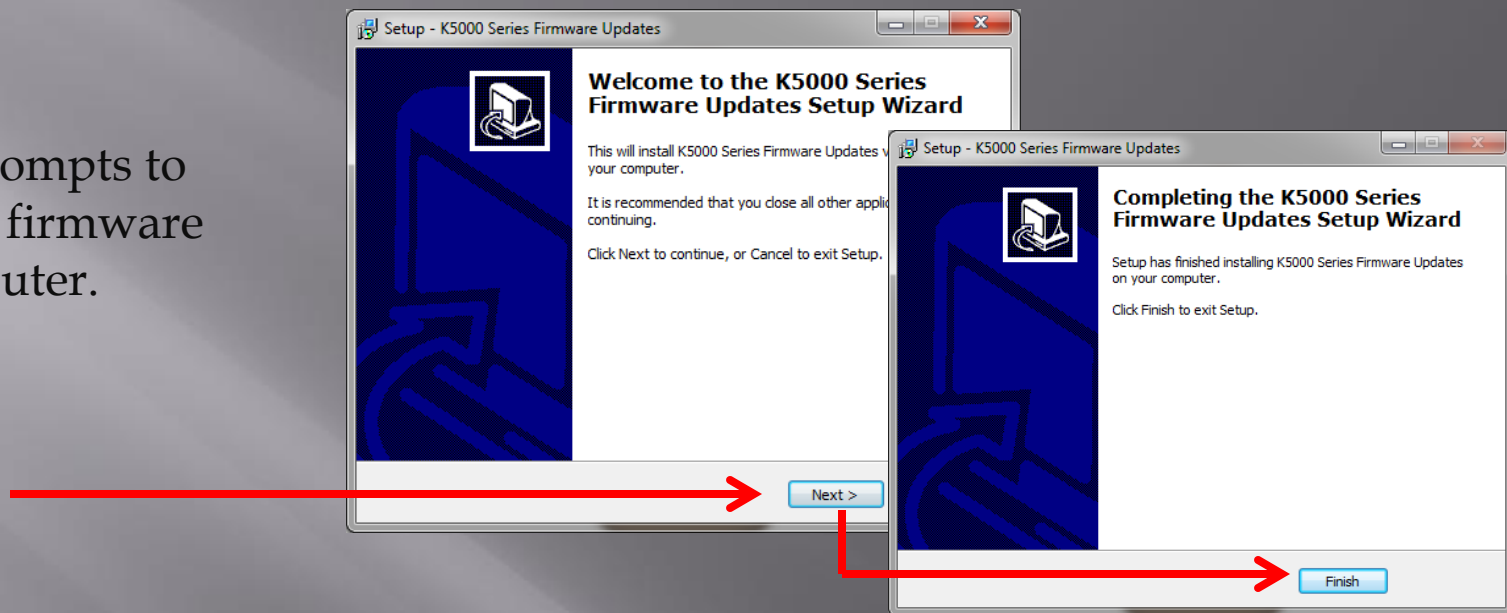 ompts to
firmware
uter.
Setup - K5000 Series Firmware Updates
Welcome to the K5000 Series
Firmware Updates Setup Wizard
This will install K5000 Series Firmware Updates
your computer.
It is recommended that you close all other
continuing.
Click Next to continue, or Cancel to exit Setup.
Next >
Setup - K5000 Series Firmware Updates
Completing the K5000 Series
Firmware Updates Setup Wizard
Setup has finished installing K5000 Series Firmware Updates
on your computer.
Click Finish to exit Setup.
Finish